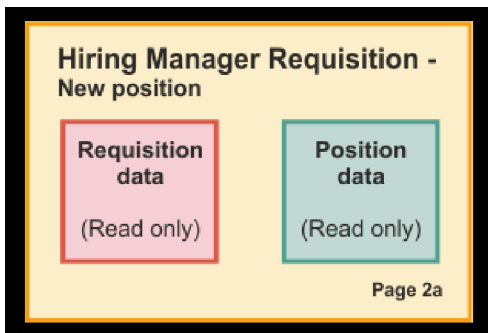 Hiring Manager Requisition -
New position
Requisition
data
(Read only)
Position
data
(Read only)
Page 2a